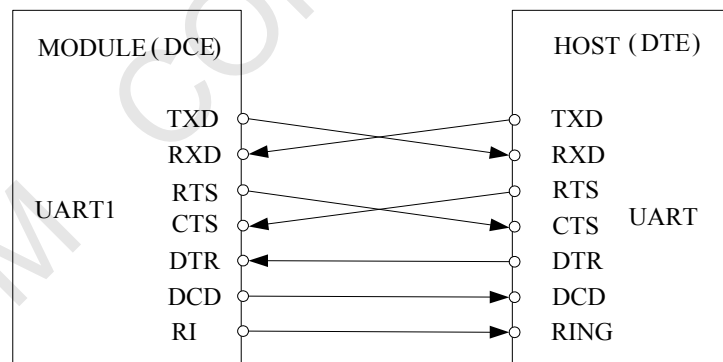 MODULE (DCE)
HOST (DTE)
TXD
TXD
RXD
RXD
RTS
RTS
UART1
UART
CTS
CTS
DTR
DTR
DCD
DCD
RI
RING